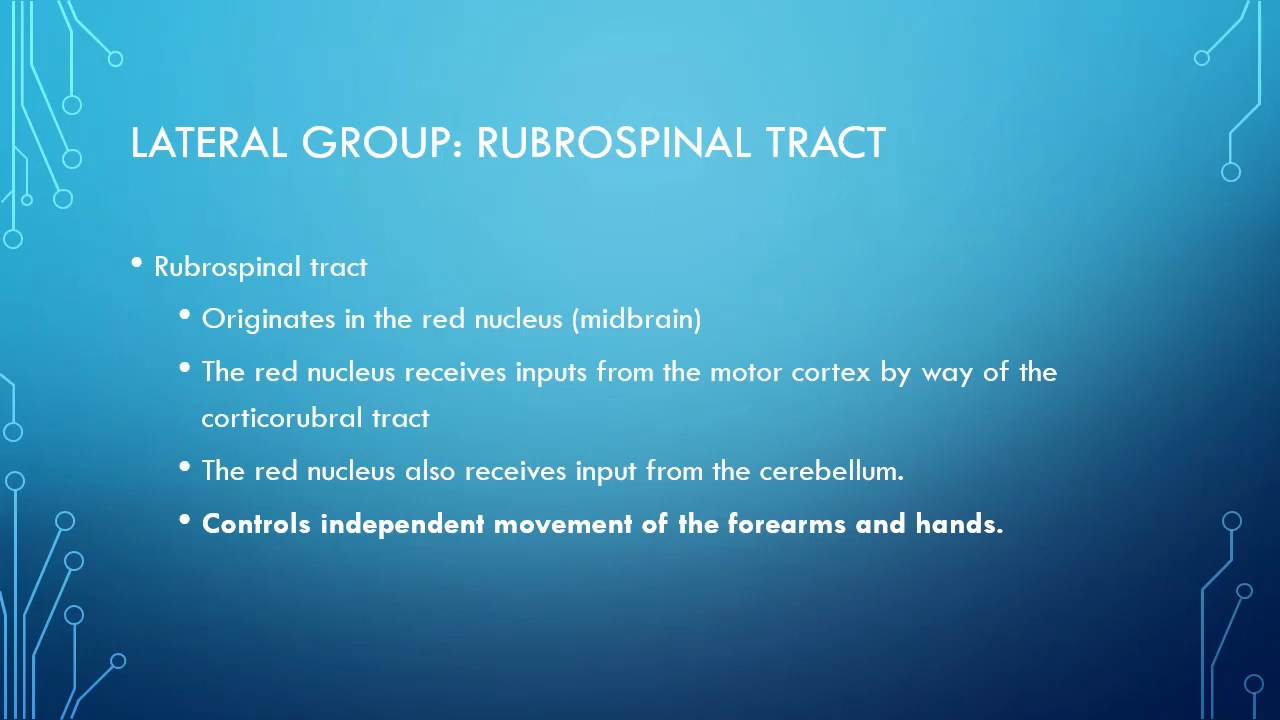 LATERAL GROUP: RUBROSPINAL TRACT
• Rubrospinal tract
• Originates in the red nucleus (midbrain)
• The red nucleus receives inputs from the motor cortex by way of the
corticorubral tract
• The red nucleus also receives input from the cerebellum.
• Controls independent movement of the forearms and hands.